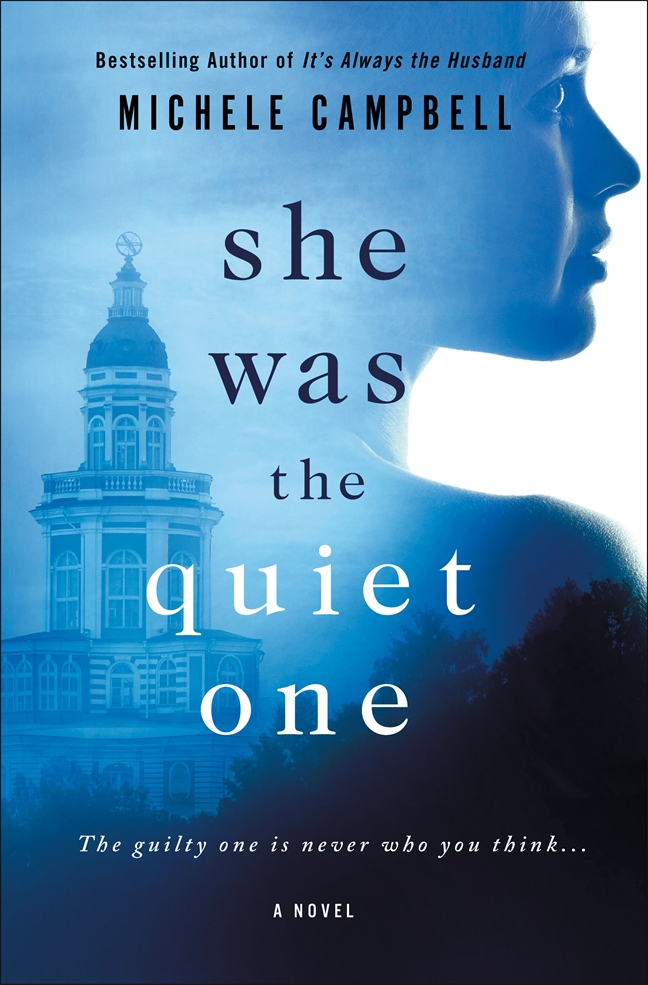 Bestselling Author of It's Always the Husband
MICHELE CAMPBELL
she
was
the
quiet
one
The guilty one is never who you think...
A NOVEL